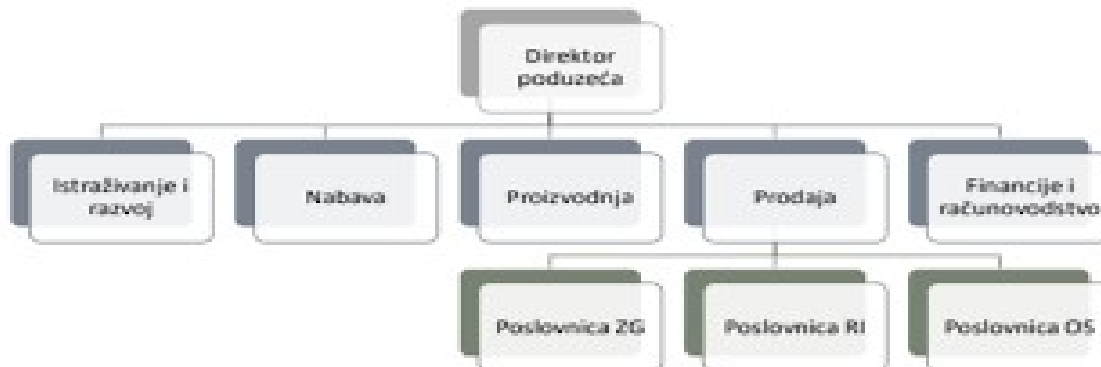 Direktor
poduzeća
Istraživanje i
razvoj
Nabava
Proizvodnja
Prodaja
Financije i
računovodstvo
Poslovnica ZG
Poslovnica RI
Poslovnica OS